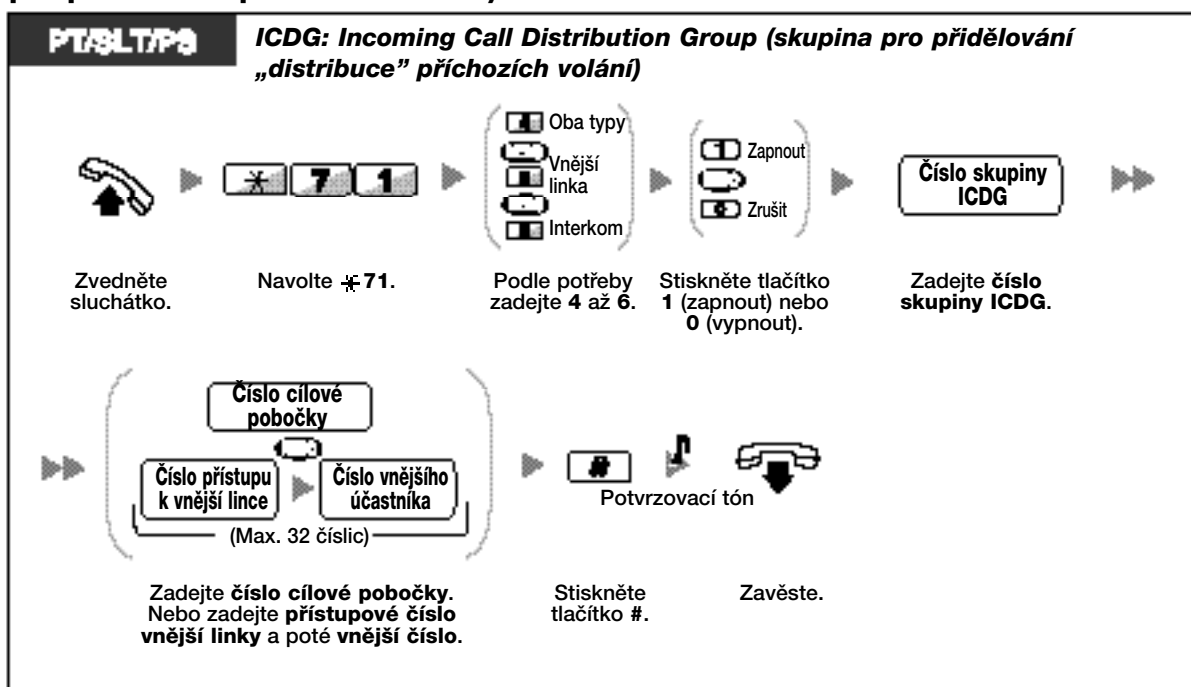 PT/SLT/PS
ICDG: Incoming Call Distribution Group (skupina pro přidělování
„distribuce” příchozích volání)
Oba typy
Vnější
linka
Interkom
1 Zapnout
0 Zrušit
* 7 1
Číslo skupiny
ICDG
Zvedněte
sluchátko.
Navolte * 71.
Podle potřeby
zadejte 4 až 6.
Stiskněte tlačítko
1 (zapnout) nebo
0 (vypnout).
Zadejte číslo
skupiny ICDG.
Číslo cílové
pobočky
Číslo přístupu
k vnější lince
Číslo vnějšího
účastníka
(Max. 32 číslic)
#
Potvrzovací tón
Zadejte číslo cílové pobočky.
Nebo zadejte přístupové číslo
vnější linky a poté vnější číslo.
Stiskněte
tlačítko #.
Zavěste.